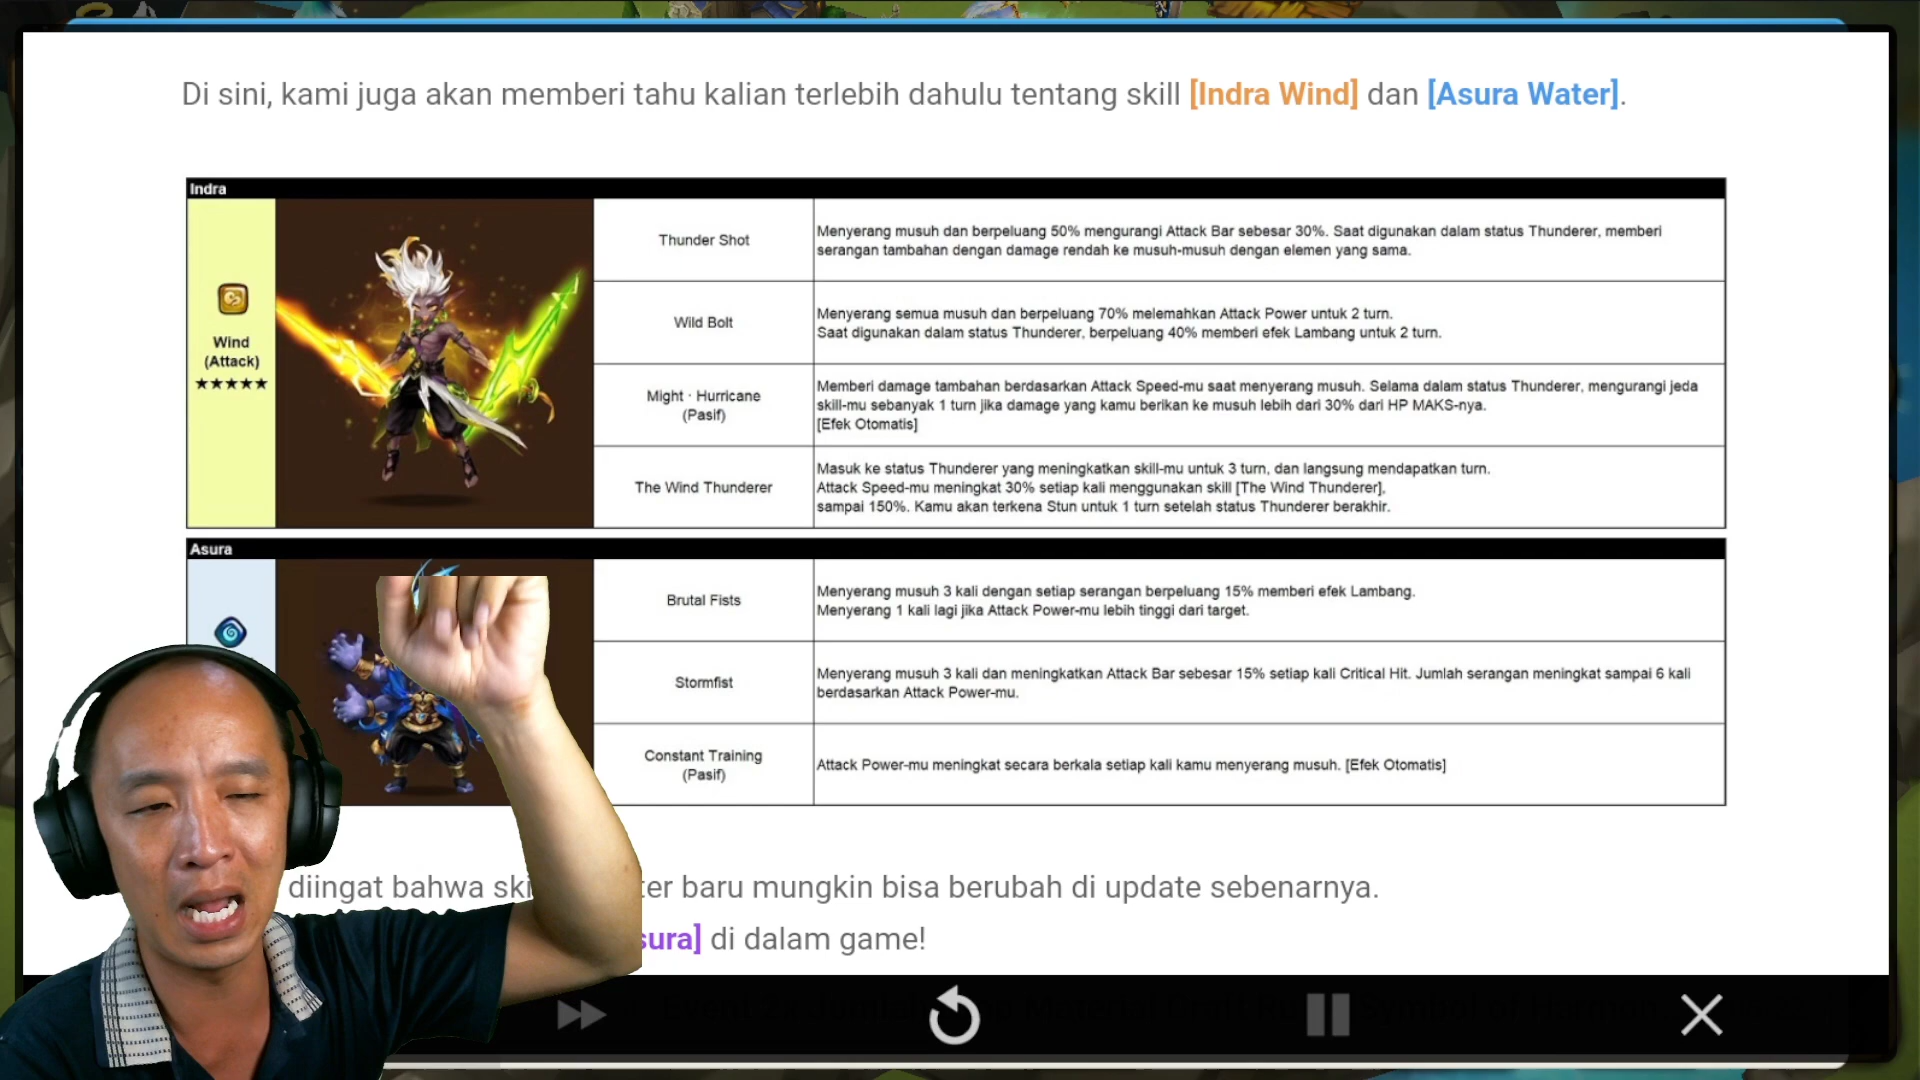 Di sini, kami juga akan memberi tahu kalian terlebih dahulu tentang skill [Indra Wind] dan [Asura Water].
Indra
Wind
(Attack)
★★★★★
Thunder Shot
Menyerang musuh dan berpeluang 50% mengurangi Attack Bar sebesar 30%. Saat digunakan dalam status Thunderer, memberi
serangan tambahan dengan damage rendah ke musuh-musuh dengan elemen yang sama.
Wild Bolt
Menyerang semua musuh dan berpeluang 70% melemahkan Attack Power untuk 2 turn.
Saat digunakan dalam status Thunderer, berpeluang 40% memberi efek Lambang untuk 2 turn.
Might · Hurricane
(Pasif)
Memberi damage tambahan berdasarkan Attack Speed-mu saat menyerang musuh. Selama dalam status Thunderer, mengurangi jeda
skill-mu sebanyak 1 turn jika damage yang kamu berikan ke musuh lebih dari 30% dari HP MAKS-nya.
[Efek Otomatis]
The Wind Thunderer
Masuk ke status Thunderer yang meningkatkan skill-mu untuk 3 turn, dan langsung mendapatkan turn.
Attack Speed-mu meningkat 30% setiap kali menggunakan skill [The Wind Thunderer],
sampai 150%. Kamu akan terkena Stun untuk 1 turn setelah status Thunderer berakhir.
Asura
Brutal Fists
Menyerang musuh 3 kali dengan setiap serangan berpeluang 15% memberi efek Lambang.
Menyerang 1 kali lagi jika Attack Power-mu lebih tinggi dari target.
Stormfist
Menyerang musuh 3 kali dan meningkatkan Attack Bar sebesar 15% setiap kali Critical Hit. Jumlah serangan meningkat sampai 6 kali
berdasarkan Attack Power-mu.
Constant Training
(Pasif)
Attack Power-mu meningkat secara berkala setiap kali kamu menyerang musuh. [Efek Otomatis]
diingat bahwa ski ter baru mungkin bisa berubah di update sebenarnya.
sura] di dalam game!